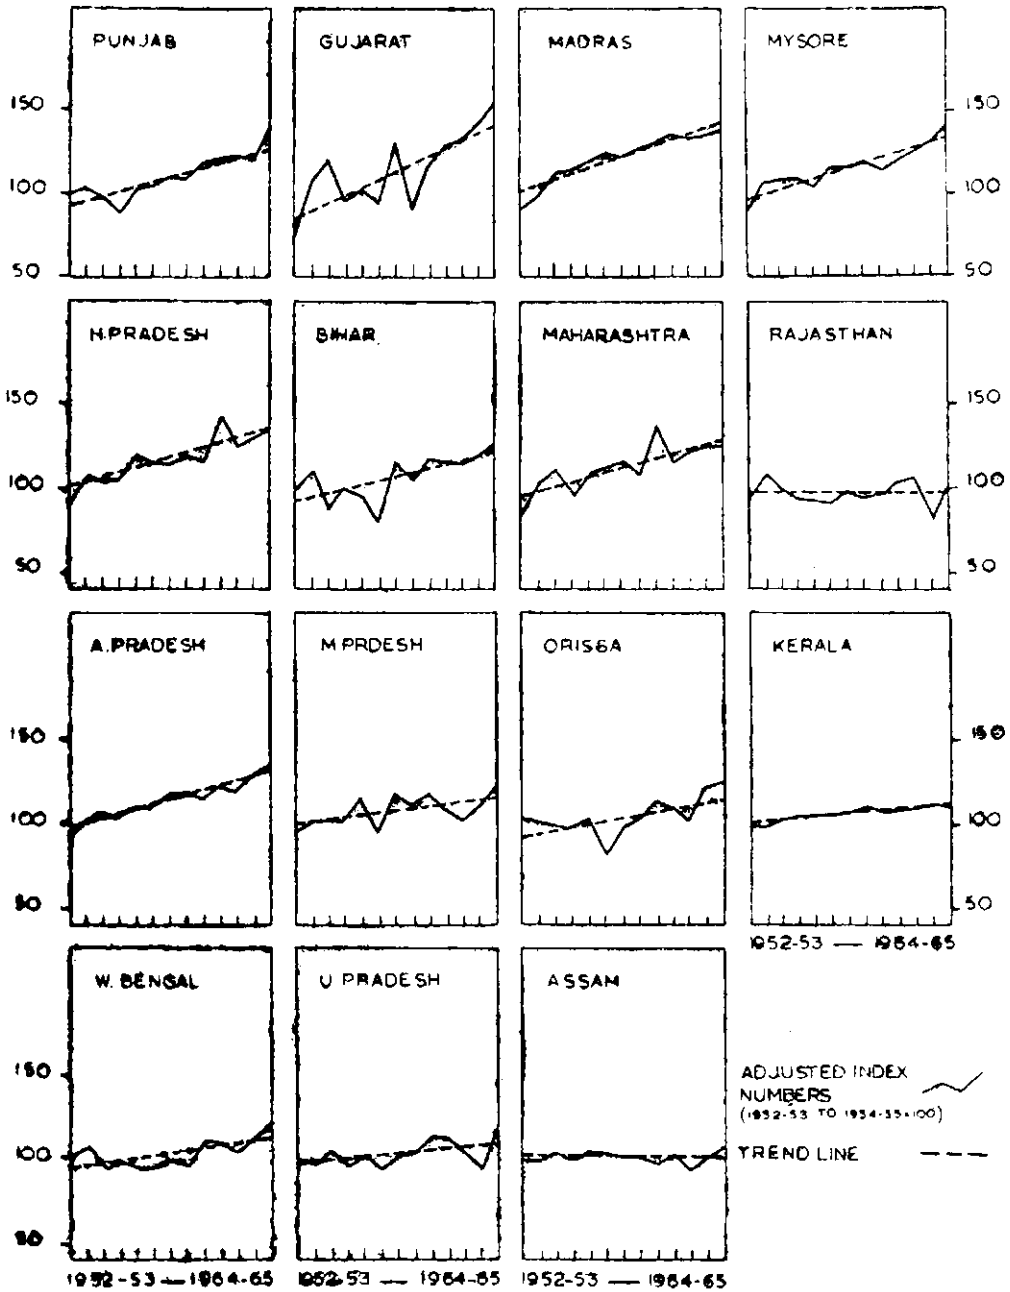 PUNJAB GUJARAT MADRAS MYSORE
150 150
100 100
50 50
H.PRADESH BIHAR MAHARASHTRA RAJASTHAN
150 150
100 100
50 50
A.PRADESH M PRDESH ORISSA KERALA
150 150
100 100
50 50
1952-53 — 1964-65
W. BENGAL U PRADESH ASSAM
150
100
50
ADJUSTED INDEX
NUMBERS
(1952-53 TO 1954-55=100)
TREND LINE
1952-53 — 1964-65 1952-53 — 1964-65 1952-53 — 1964-65